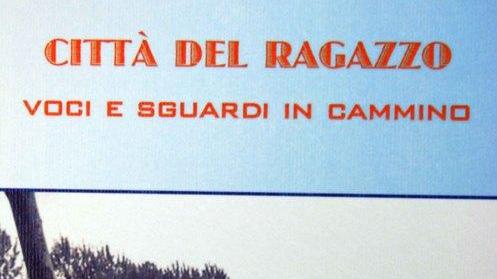 CITTÀ DEL RAGAZZO
VOCI E SGUARDI IN CAMMINO